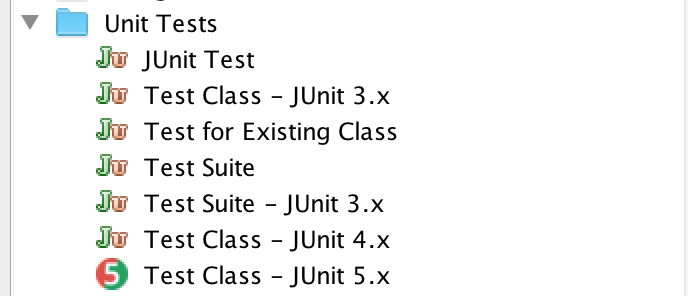 Unit Tests
JUnit Test
Test Class - JUnit 3.x
Test for Existing Class
Test Suite
Test Suite - JUnit 3.x
Test Class - JUnit 4.x
5 Test Class - JUnit 5.x